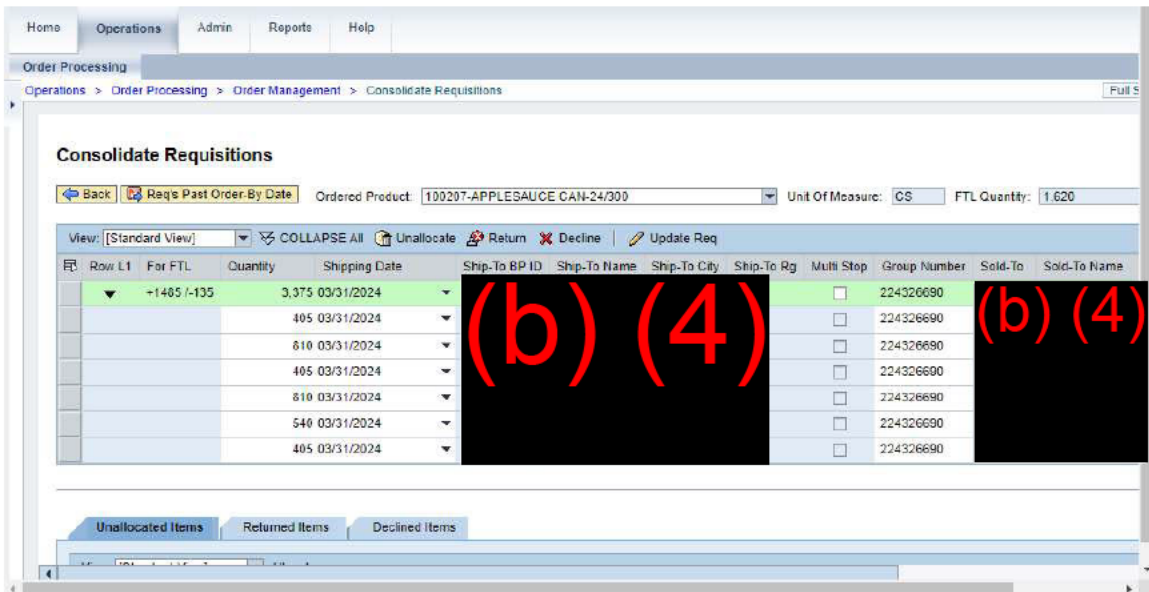 Home Operations Admin Reports Help
Order Processing
Operations > Order Processing > Order Management > Consolidate Requisitions Full S
Consolidate Requisitions
Back Req's Past Order-By Date Ordered Product: 100207-APPLESAUCE CAN-24/300 Unit Of Measure: CS FTL Quantity: 1,620
View: [Standard View] COLLAPSE All Unallocate Return Decline Update Req
Row L1 For FTL Quantity Shipping Date Ship-To BP ID Ship-To Name Ship-To City Ship-To Rg Multi Stop Group Number Sold-To Sold-To Name
+1485 /-135 3,375 03/31/2024 224326690
405 03/31/2024 (b) (4) 224326690 (b) (4)
810 03/31/2024 224326690
405 03/31/2024 224326690
810 03/31/2024 224326690
540 03/31/2024 224326690
405 03/31/2024 224326690
Unallocated Items Returned Items Declined Items